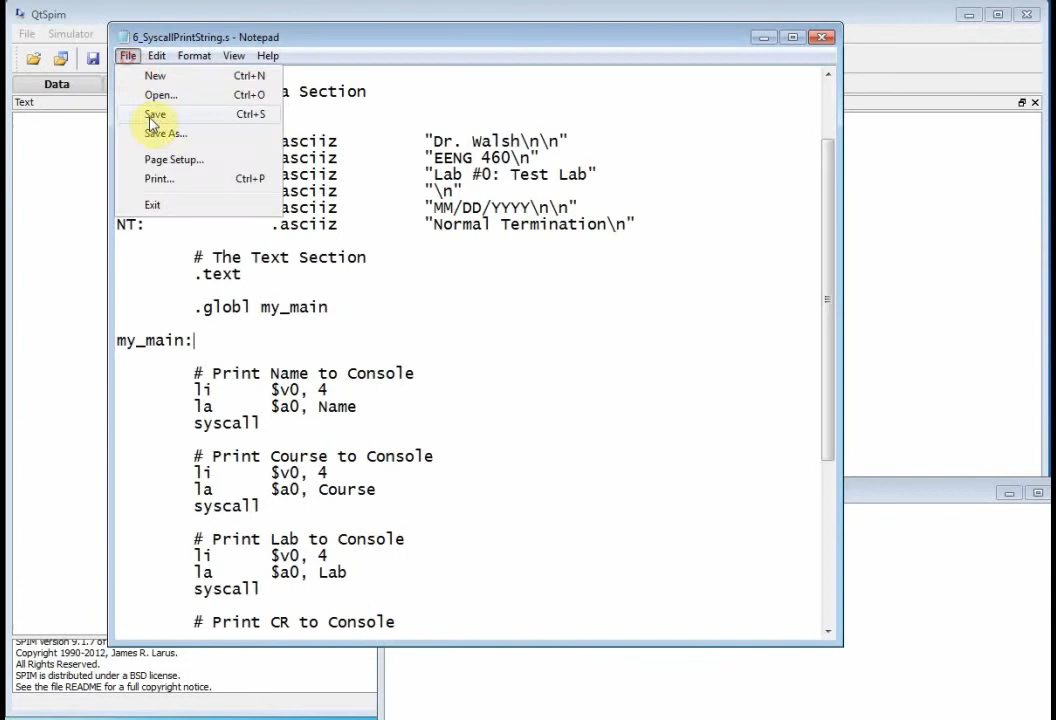 QtSpim
File Simulator
Data
Text
6_SyscallPrintString.s - Notepad
File Edit Format View Help
New Ctrl+N
Open... Ctrl+O
Save Ctrl+S
Save As...
Page Setup...
Print... Ctrl+P
Exit
a Section
asciiz "Dr. Walsh\n\n"
asciiz "EENG 460\n"
asciiz "Lab #0: Test Lab"
asciiz "\n"
asciiz "MM/DD/YYYY\n\n"
NT: .asciiz "Normal Termination\n"
# The Text Section
.text
.globl my_main
my_main:
# Print Name to Console
li $v0, 4
la $a0, Name
syscall
# Print Course to Console
li $v0, 4
la $a0, Course
syscall
# Print Lab to Console
li $v0, 4
la $a0, Lab
syscall
# Print CR to Console
SPIM Version 9.1.7 of
Copyright 1990-2012, James R. Larus.
All Rights Reserved.
SPIM is distributed under a BSD license.
See the file README for a full copyright notice.